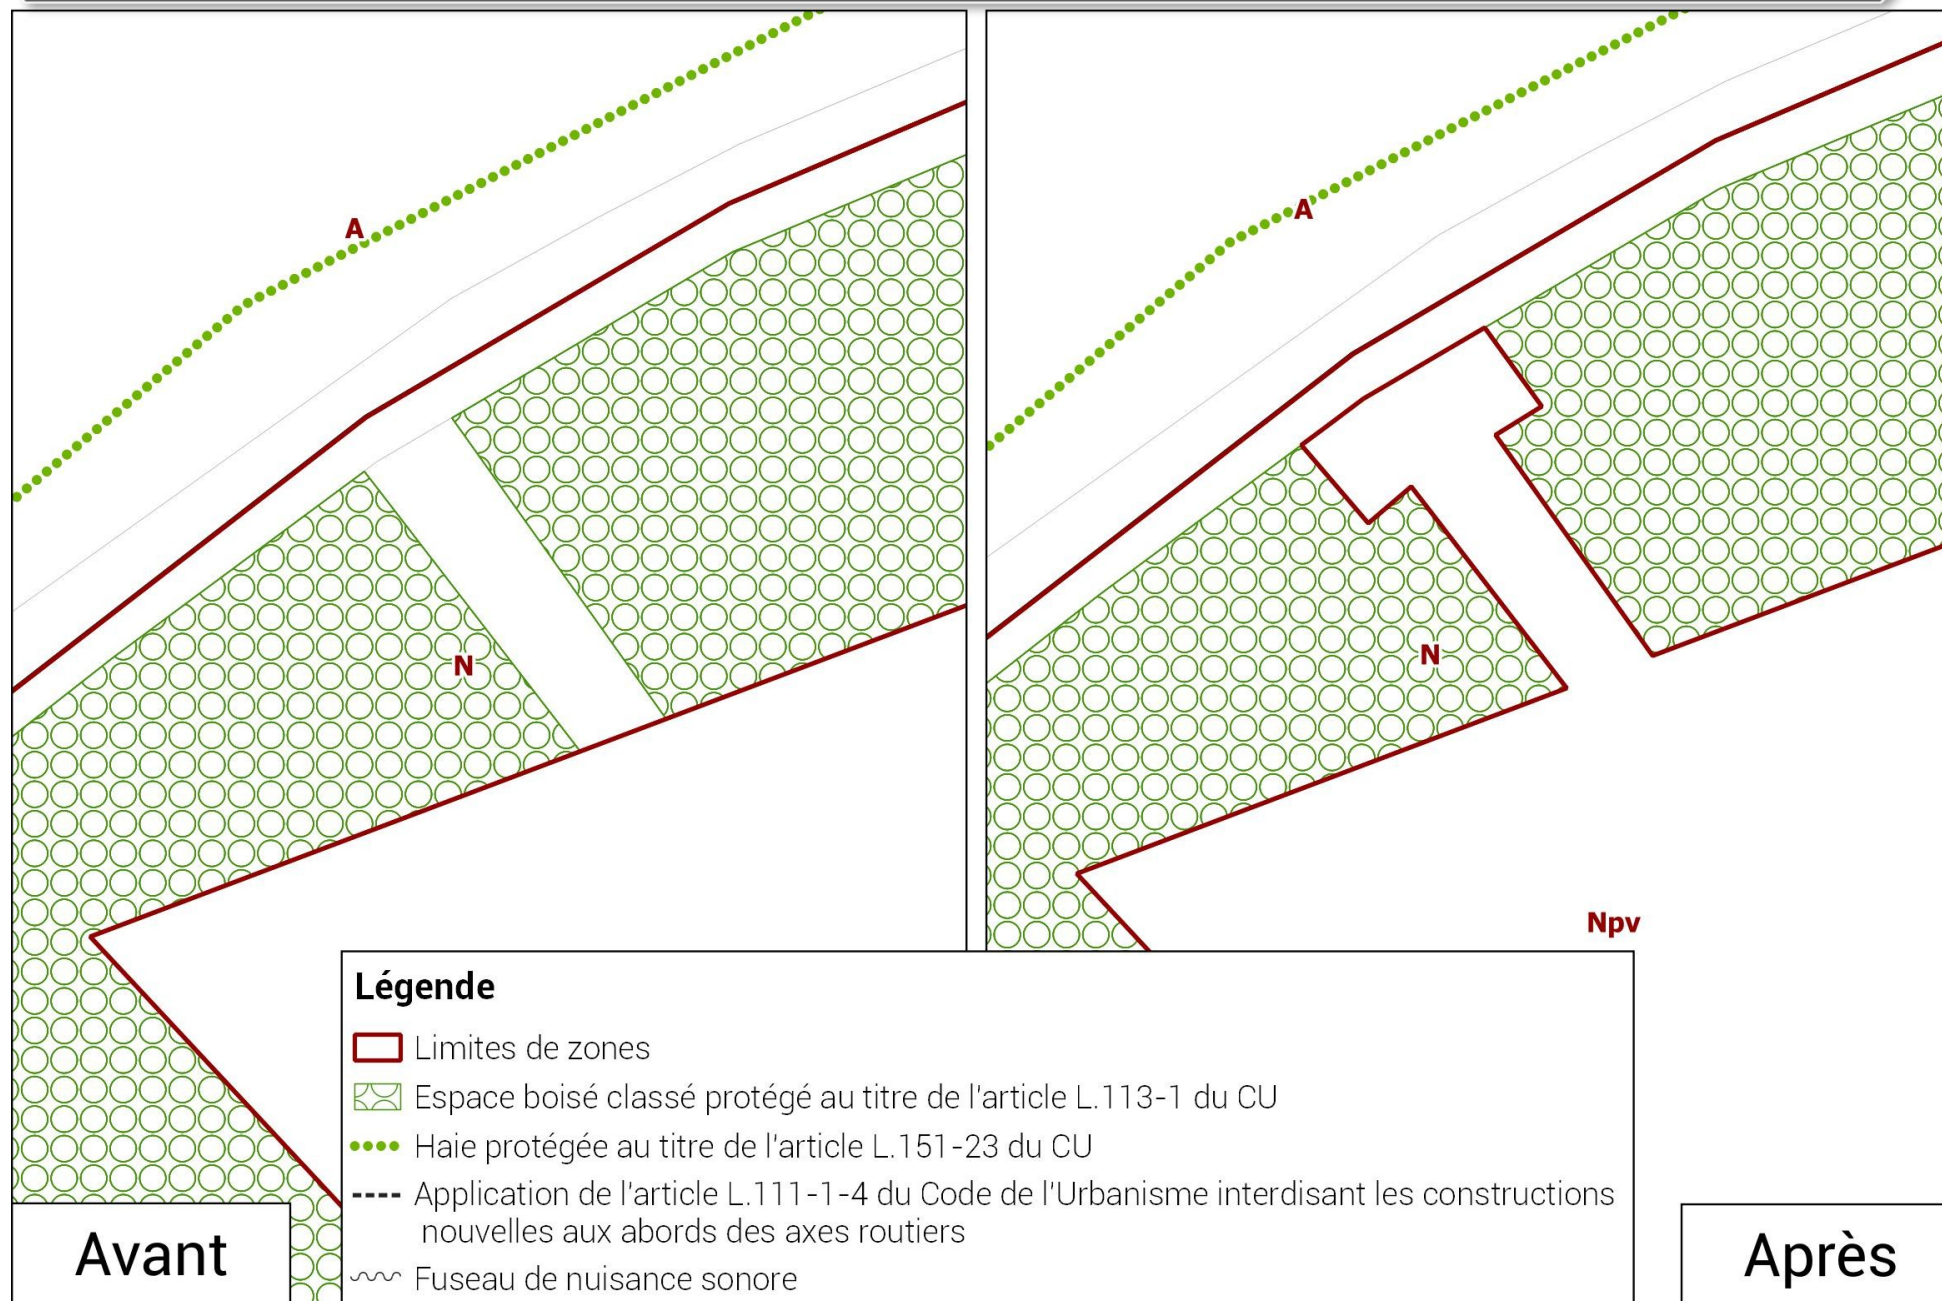 A
A
N
N
Npv
Légende
Limites de zones
Espace boisé classé protégé au titre de l'article L.113-1 du CU
Haie protégée au titre de l'article L.151-23 du CU
Application de l'article L.111-1-4 du Code de l'Urbanisme interdisant les constructions
nouvelles aux abords des axes routiers
Fuseau de nuisance sonore
Avant
Après